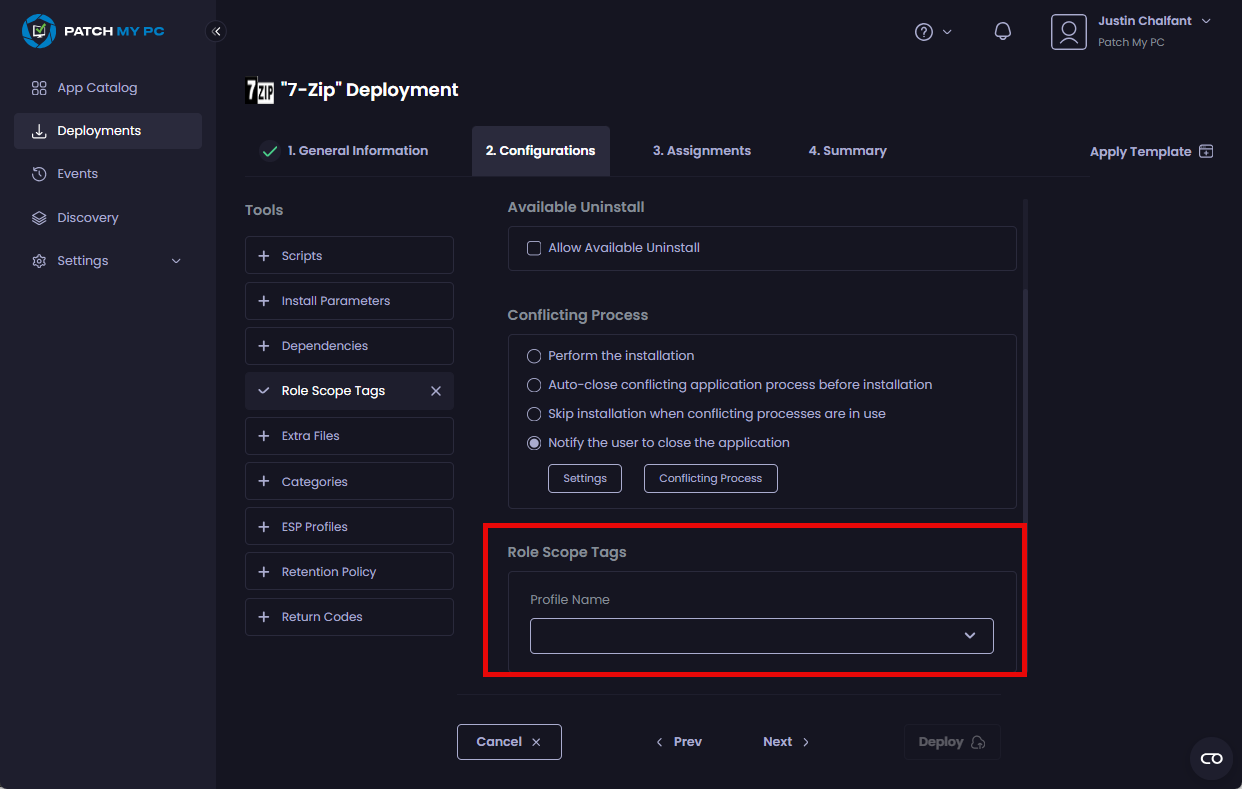 PATCH MY PC
Justin Chalfant
Patch My PC
App Catalog
Deployments
Events
Discovery
Settings
7ZIP "7-Zip" Deployment
1. General Information
2. Configurations
3. Assignments
4. Summary
Apply Template
Tools
Scripts
Install Parameters
Dependencies
Role Scope Tags
Extra Files
Categories
ESP Profiles
Retention Policy
Return Codes
Available Uninstall
Allow Available Uninstall
Conflicting Process
Perform the installation
Auto-close conflicting application process before installation
Skip installation when conflicting processes are in use
Notify the user to close the application
Settings
Conflicting Process
Role Scope Tags
Profile Name
Cancel
Prev
Next
Deploy